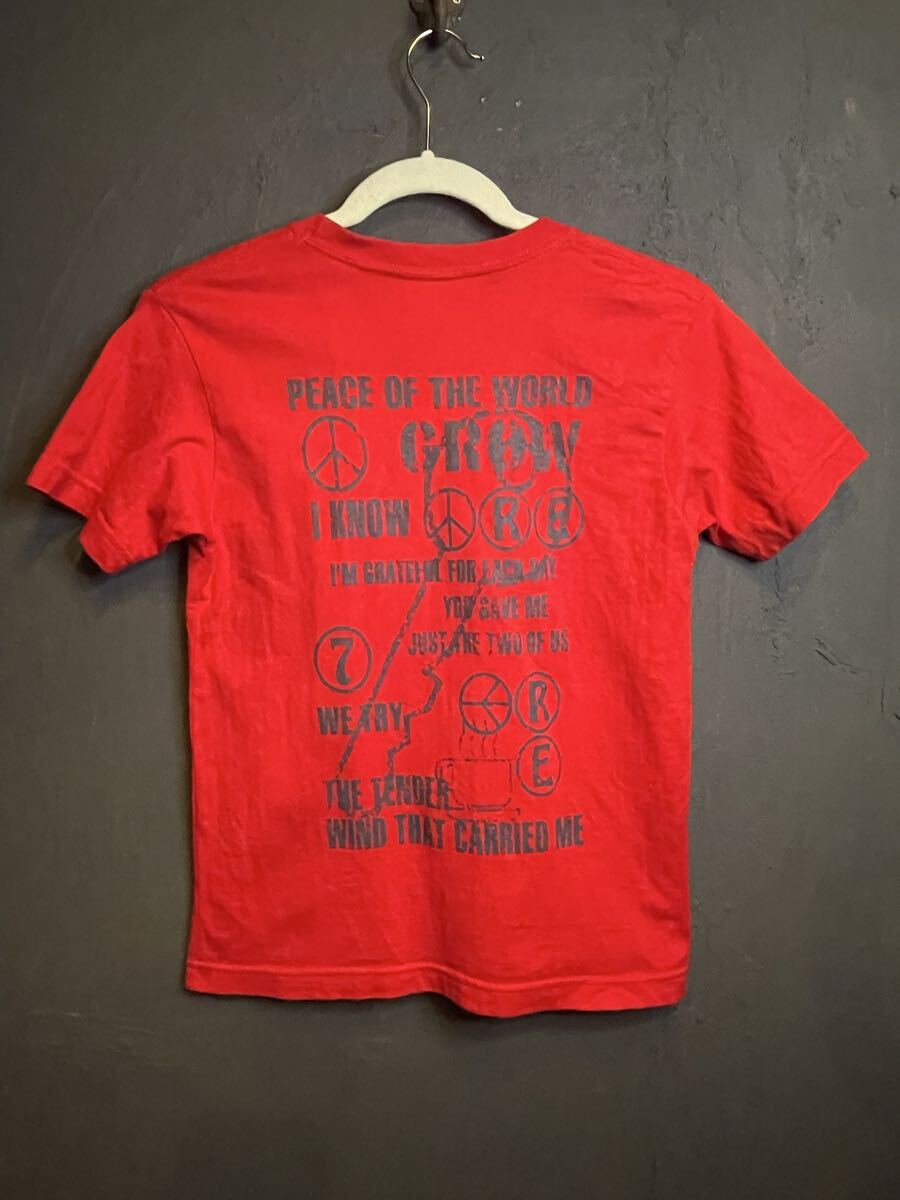 PEACE OF THE WORLD
GROW
I KNOW R E
I'M GRATEFUL FOR EACH DAY
YOU SAVE ME
7 JUST THE TWO OF US
WE TRY R
E
THE TENDER
WIND THAT CARRIED ME